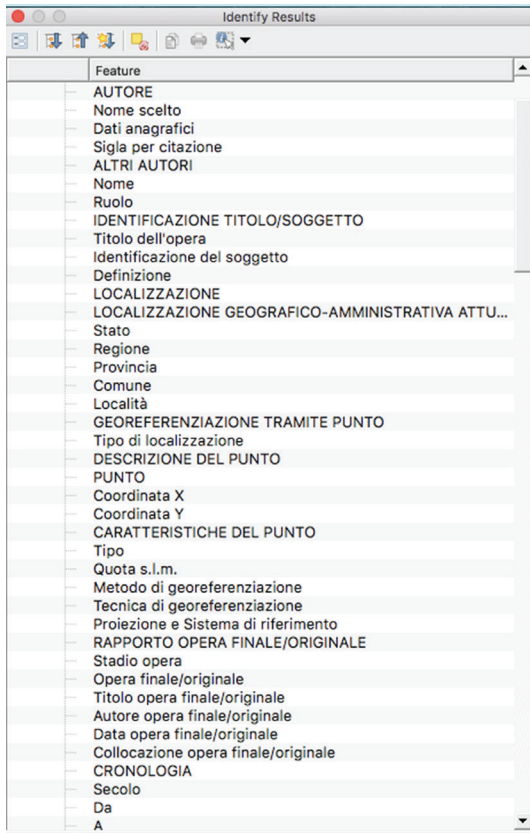 Identify Results
Feature
AUTORE
Nome scelto
Dati anagrafici
Sigla per citazione
ALTRI AUTORI
Nome
Ruolo
IDENTIFICAZIONE TITOLO/SOGGETTO
Titolo dell'opera
Identificazione del soggetto
Definizione
LOCALIZZAZIONE
LOCALIZZAZIONE GEOGRAFICO-AMMINISTRATIVA ATTU...
Stato
Regione
Provincia
Comune
Località
GEOREFERENZIAZIONE TRAMITE PUNTO
Tipo di localizzazione
DESCRIZIONE DEL PUNTO
PUNTO
Coordinata X
Coordinata Y
CARATTERISTICHE DEL PUNTO
Tipo
Quota s.l.m.
Metodo di georeferenziazione
Tecnica di georeferenziazione
Proiezione e Sistema di riferimento
RAPPORTO OPERA FINALE/ORIGINALE
Stadio opera
Opera finale/originale
Titolo opera finale/originale
Autore opera finale/originale
Data opera finale/originale
Collocazione opera finale/originale
CRONOLOGIA
Secolo
Da
A